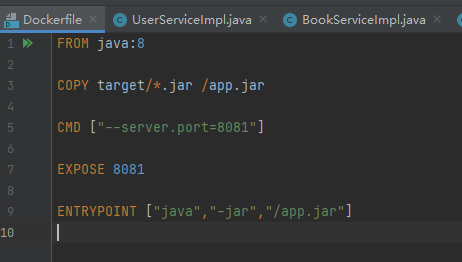 Dockerfile UserServiceImpl.java BookServiceImpl.java
1 FROM java:8
2
3 COPY target/*.jar /app.jar
4
5 CMD ["--server.port=8081"]
6
7 EXPOSE 8081
8
9 ENTRYPOINT ["java","-jar","/app.jar"]
10